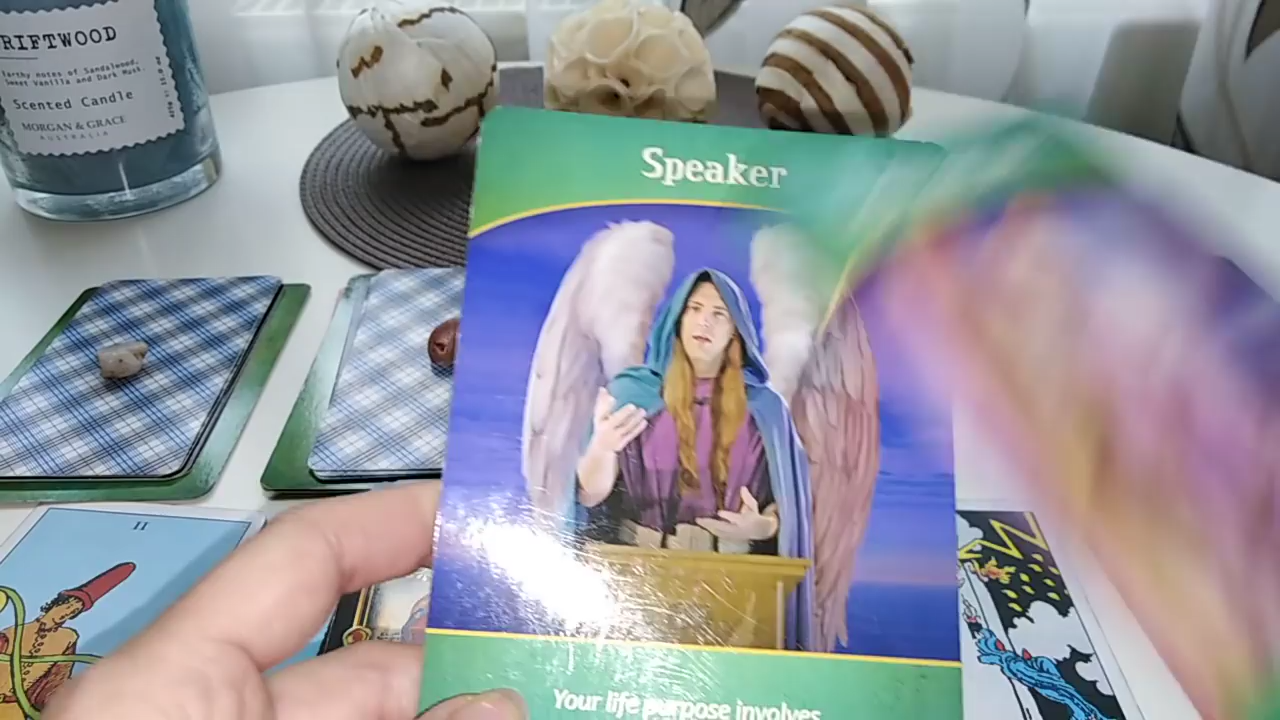 RIFTWOOD
Earthy notes of Sandalwood,
Sweet Vanilla and Dark Musk.
Scented Candle
MORGAN & GRACE
AUSTRALIA
Speaker
II
Your life purpose involves